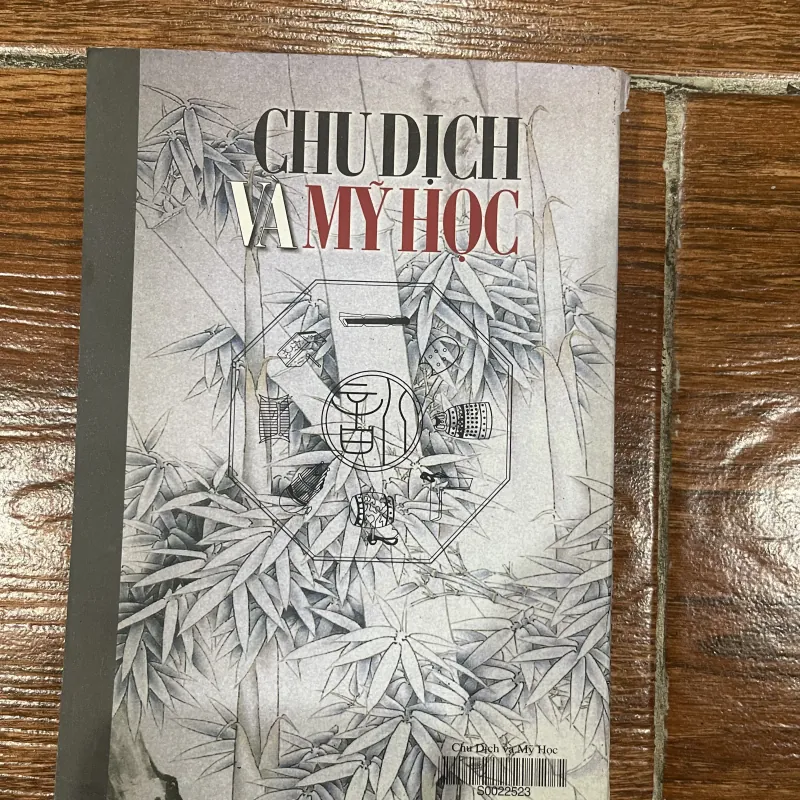 CHU DỊCH
VÀ MỸ HỌC
Chu Dịch và Mỹ Học
S0022523